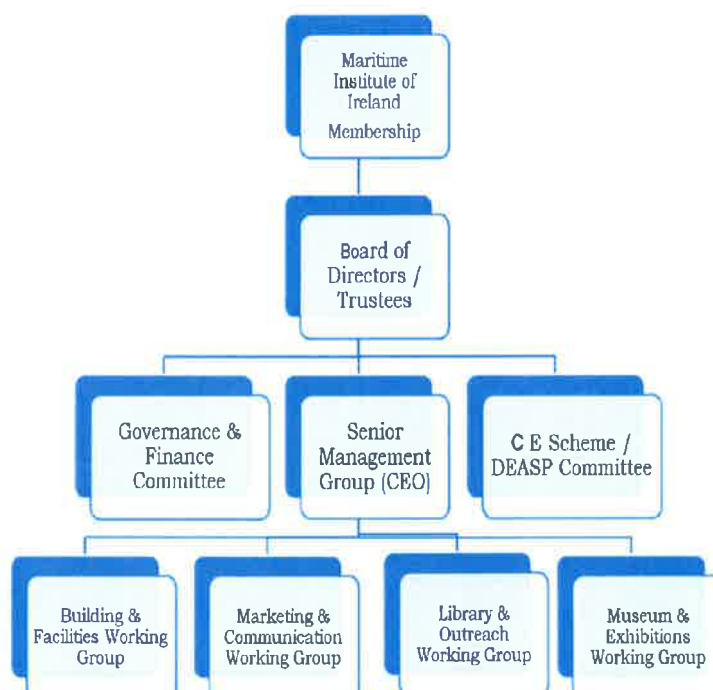 Maritime
Institute of
Ireland
Membership
Board of
Directors /
Trustees
Governance &
Finance
Committee
Senior
Management
Group (CEO)
C E Scheme /
DEASP Committee
Building &
Facilities Working
Group
Marketing &
Communication
Working Group
Library &
Outreach
Working Group
Museum &
Exhibitions
Working Group